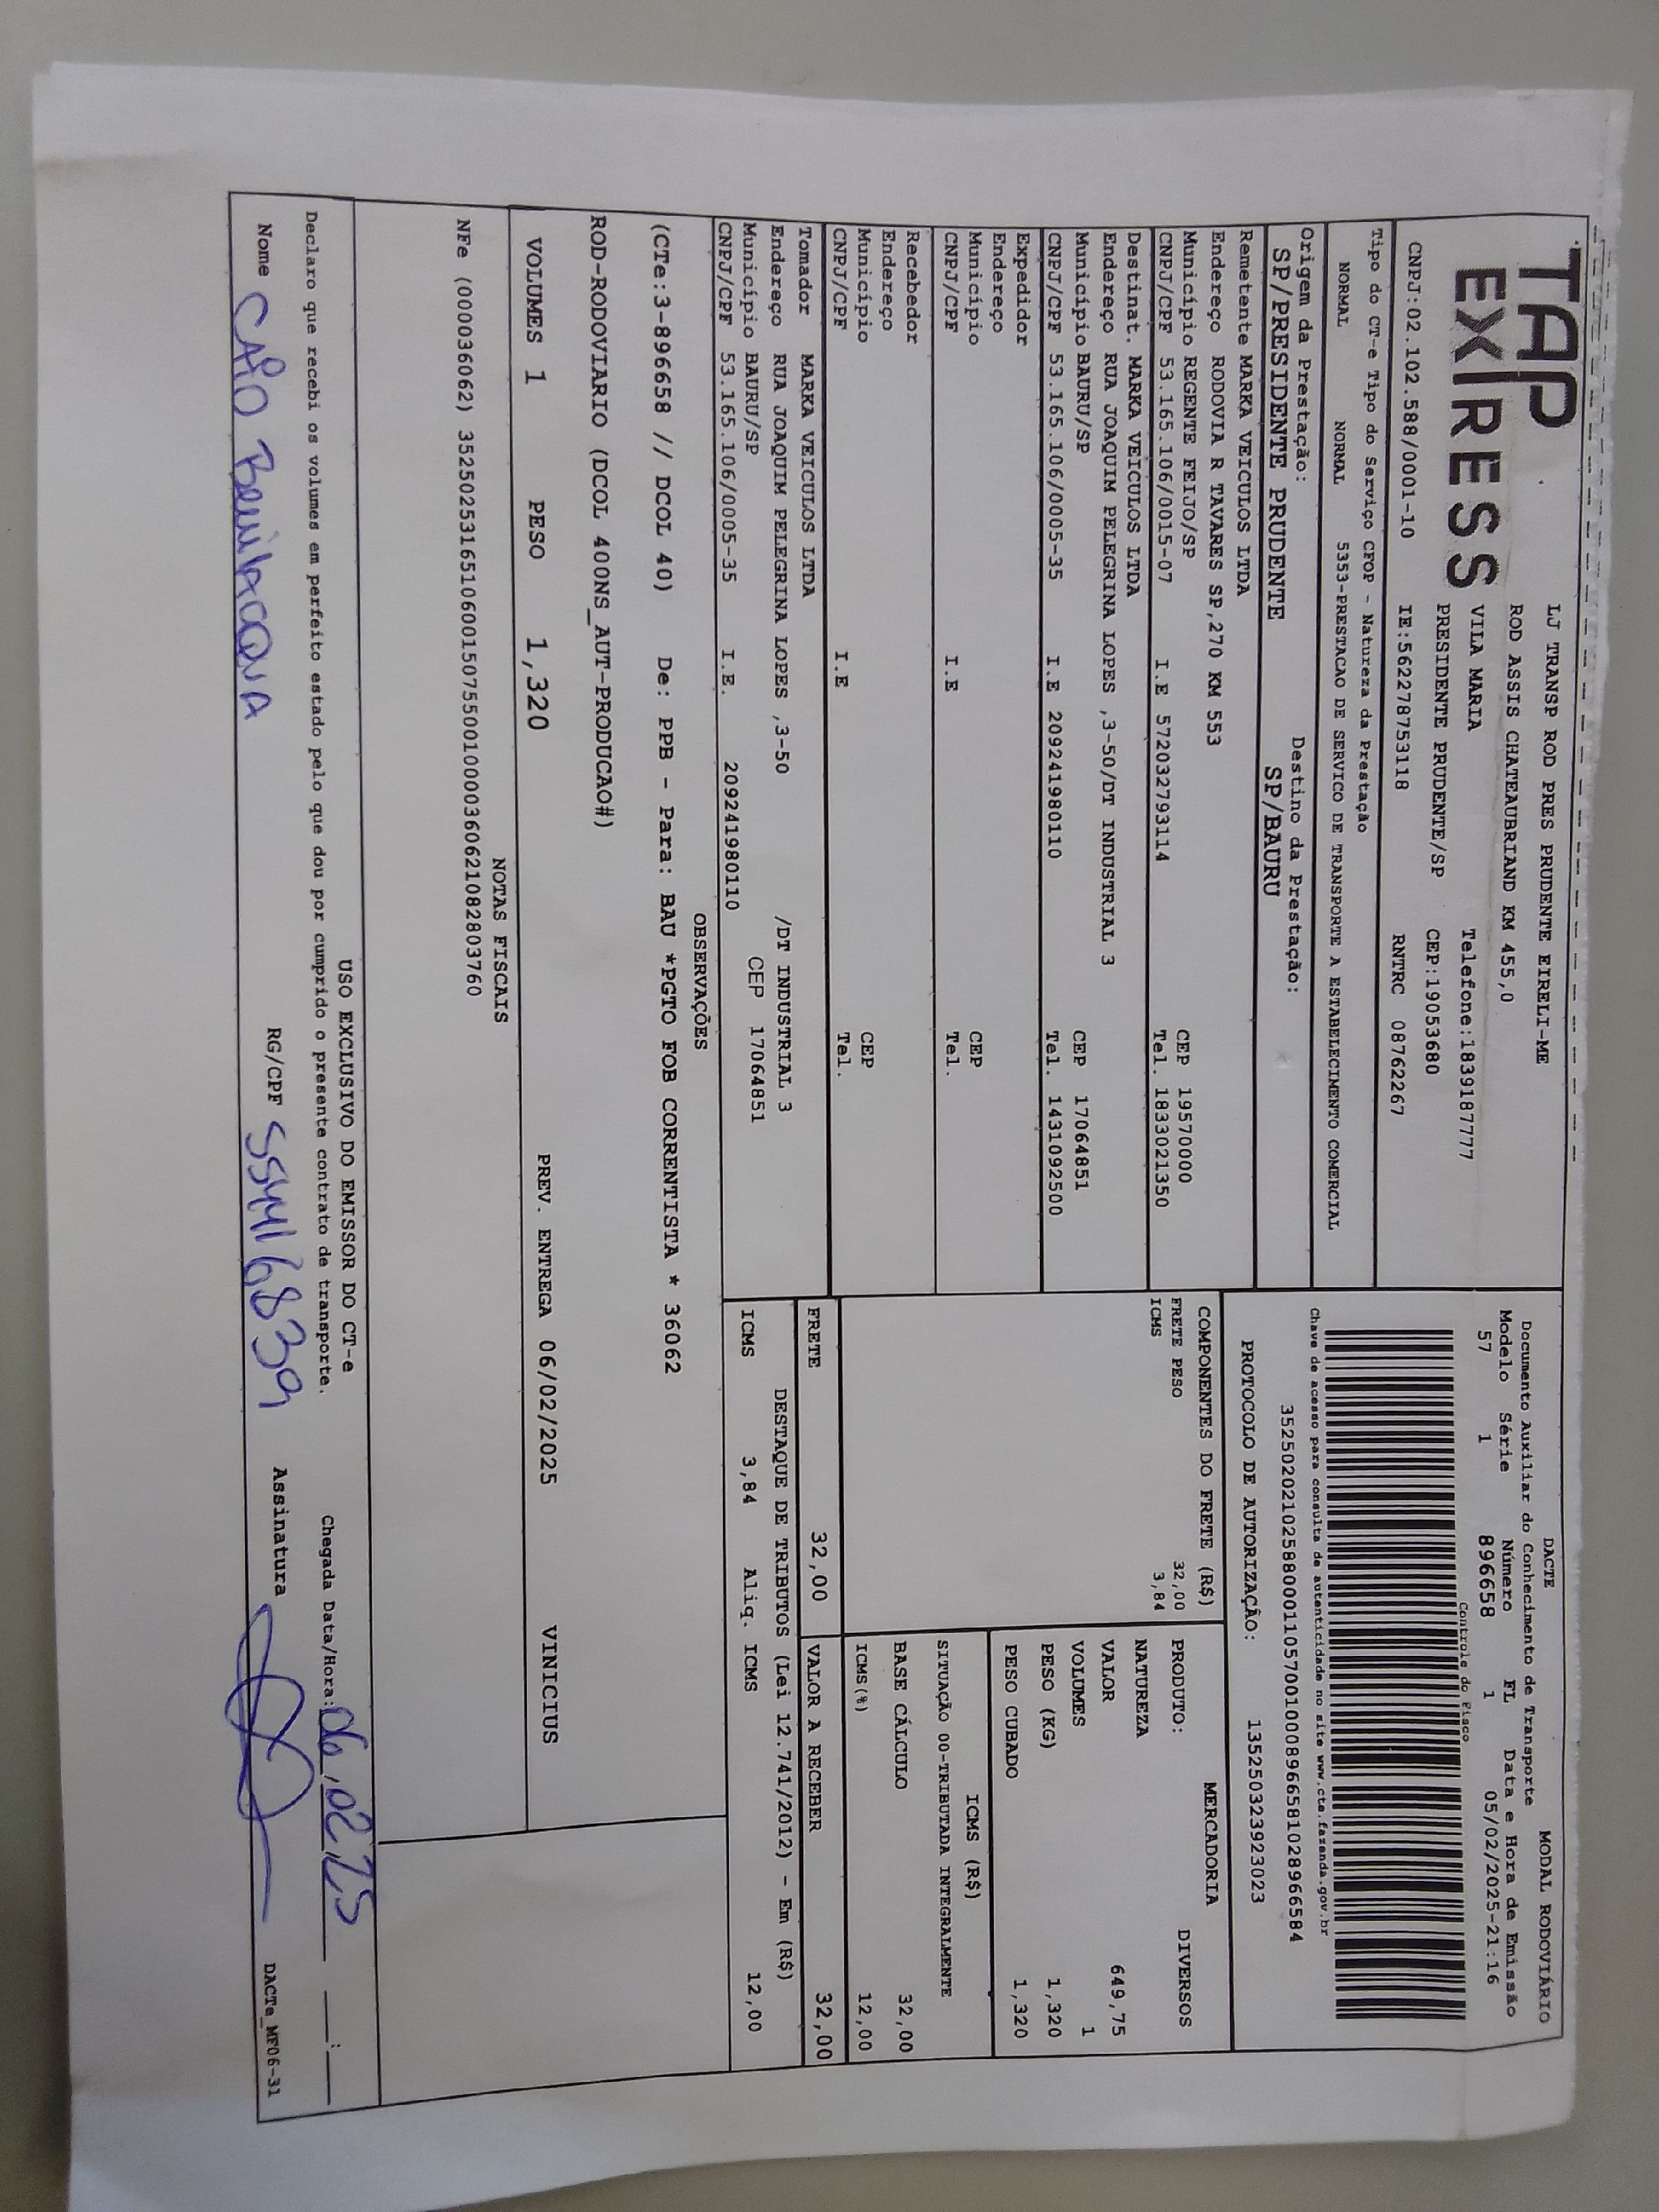 TAP
EXPRESS
LJ TRANSP ROD PRES PRUDENTE EIRELI-ME
ROD ASSIS CHATEAUBRIAND KM 455,0
VILA MARIA Telefone:1839187777
PRESIDENTE PRUDENTE/SP CEP:19053680
CNPJ:02.102.588/0001-10 IE:562278753118 RNTRC 08762267
Tipo do CT-e Tipo do Serviço CFOP - Natureza da Prestação
NORMAL NORMAL 5353-PRESTACAO DE SERVICO DE TRANSPORTE A ESTABELECIMENTO COMERCIAL
Origem da Prestação: Destino da Prestação:
SP/PRESIDENTE PRUDENTE SP/BAURU
DACTE MODAL RODOVIÁRIO
Documento Auxiliar do Conhecimento de Transporte
Modelo Série Número FL Data e Hora de Emissão
57 1 896658 1 05/02/2025-21:16
Controle do Fisco
Chave de acesso para consulta de autenticidade no site www.cte.fazenda.gov.br
35250202102588000110570010008966581028966584
PROTOCOLO DE AUTORIZAÇÃO: 135250323923023
Remetente MARKA VEICULOS LTDA
Endereço RODOVIA R TAVARES SP,270 KM 553
Município REGENTE FEIJO/SP CEP 19570000
CNPJ/CPF 53.165.106/0015-07 I.E 572032793114 Tel. 1833021350
Destinat. MARKA VEICULOS LTDA
Endereço RUA JOAQUIM PELEGRINA LOPES ,3-50/DT INDUSTRIAL 3
Município BAURU/SP CEP 17064851
CNPJ/CPF 53.165.106/0005-35 I.E 209241980110 Tel. 1431092500
Expedidor
Endereço
Município CEP
CNPJ/CPF I.E Tel.
Recebedor
Endereço
Município CEP
CNPJ/CPF I.E Tel.
Tomador MARKA VEICULOS LTDA
Endereço RUA JOAQUIM PELEGRINA LOPES ,3-50 /DT INDUSTRIAL 3
Município BAURU/SP CEP 17064851
CNPJ/CPF 53.165.106/0005-35 I.E. 209241980110
COMPONENTES DO FRETE (R$)
FRETE PESO 32,00
ICMS 3,84
MERCADORIA
PRODUTO: DIVERSOS
NATUREZA
VALOR 649,75
VOLUMES 1
PESO (KG) 1,320
PESO CUBADO 1,320
ICMS (R$)
SITUAÇÃO 00-TRIBUTADA INTEGRALMENTE
BASE CÁLCULO 32,00
ICMS(%) 12,00
FRETE 32,00 VALOR A RECEBER 32,00
DESTAQUE DE TRIBUTOS (Lei 12.741/2012) - Em (R$)
ICMS 3,84 Aliq. ICMS 12,00
OBSERVAÇÕES
(CTe:3-896658 // DCOL 40) De: PPB - Para: BAU *PGTO FOB CORRENTISTA * 36062
ROD-RODOVIARIO (DCOL 400NS_AUT-PRODUCAO#)
VOLUMES 1 PESO 1,320 PREV. ENTREGA 06/02/2025 VINICIUS
NOTAS FISCAIS
NFe (000036062) 35250253165106001507550010000360621082803760
USO EXCLUSIVO DO EMISSOR DO CT-e
Declaro que recebi os volumes em perfeito estado pelo que dou por cumprido o presente contrato de transporte. Chegada Data/Hora: 06,02,25 __:__
Nome CAIO BevilACQUA RG/CPF 554416839 Assinatura
DACTe_MF06-31